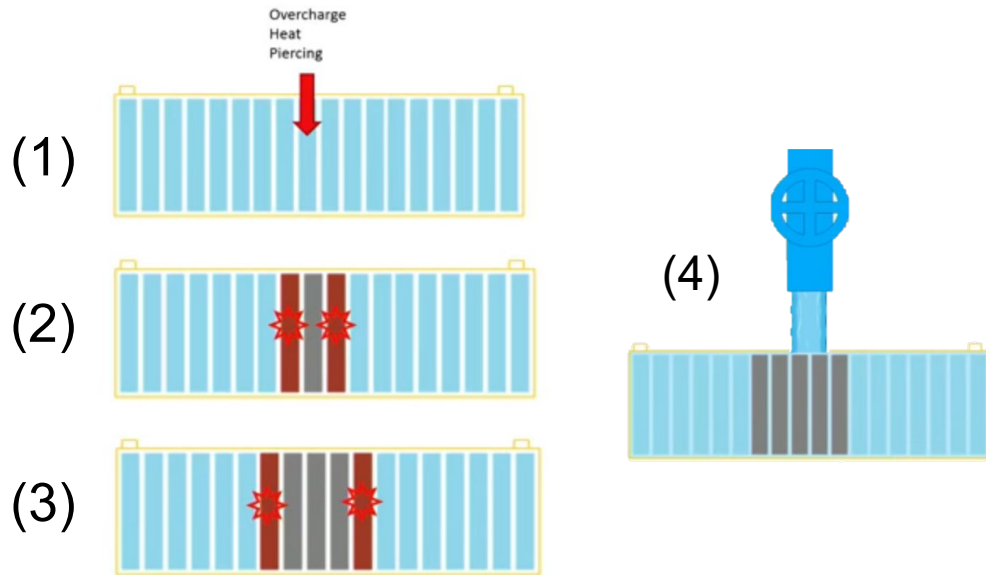 Overcharge
Heat
Piercing
(1)
(2)
(3)
(4)